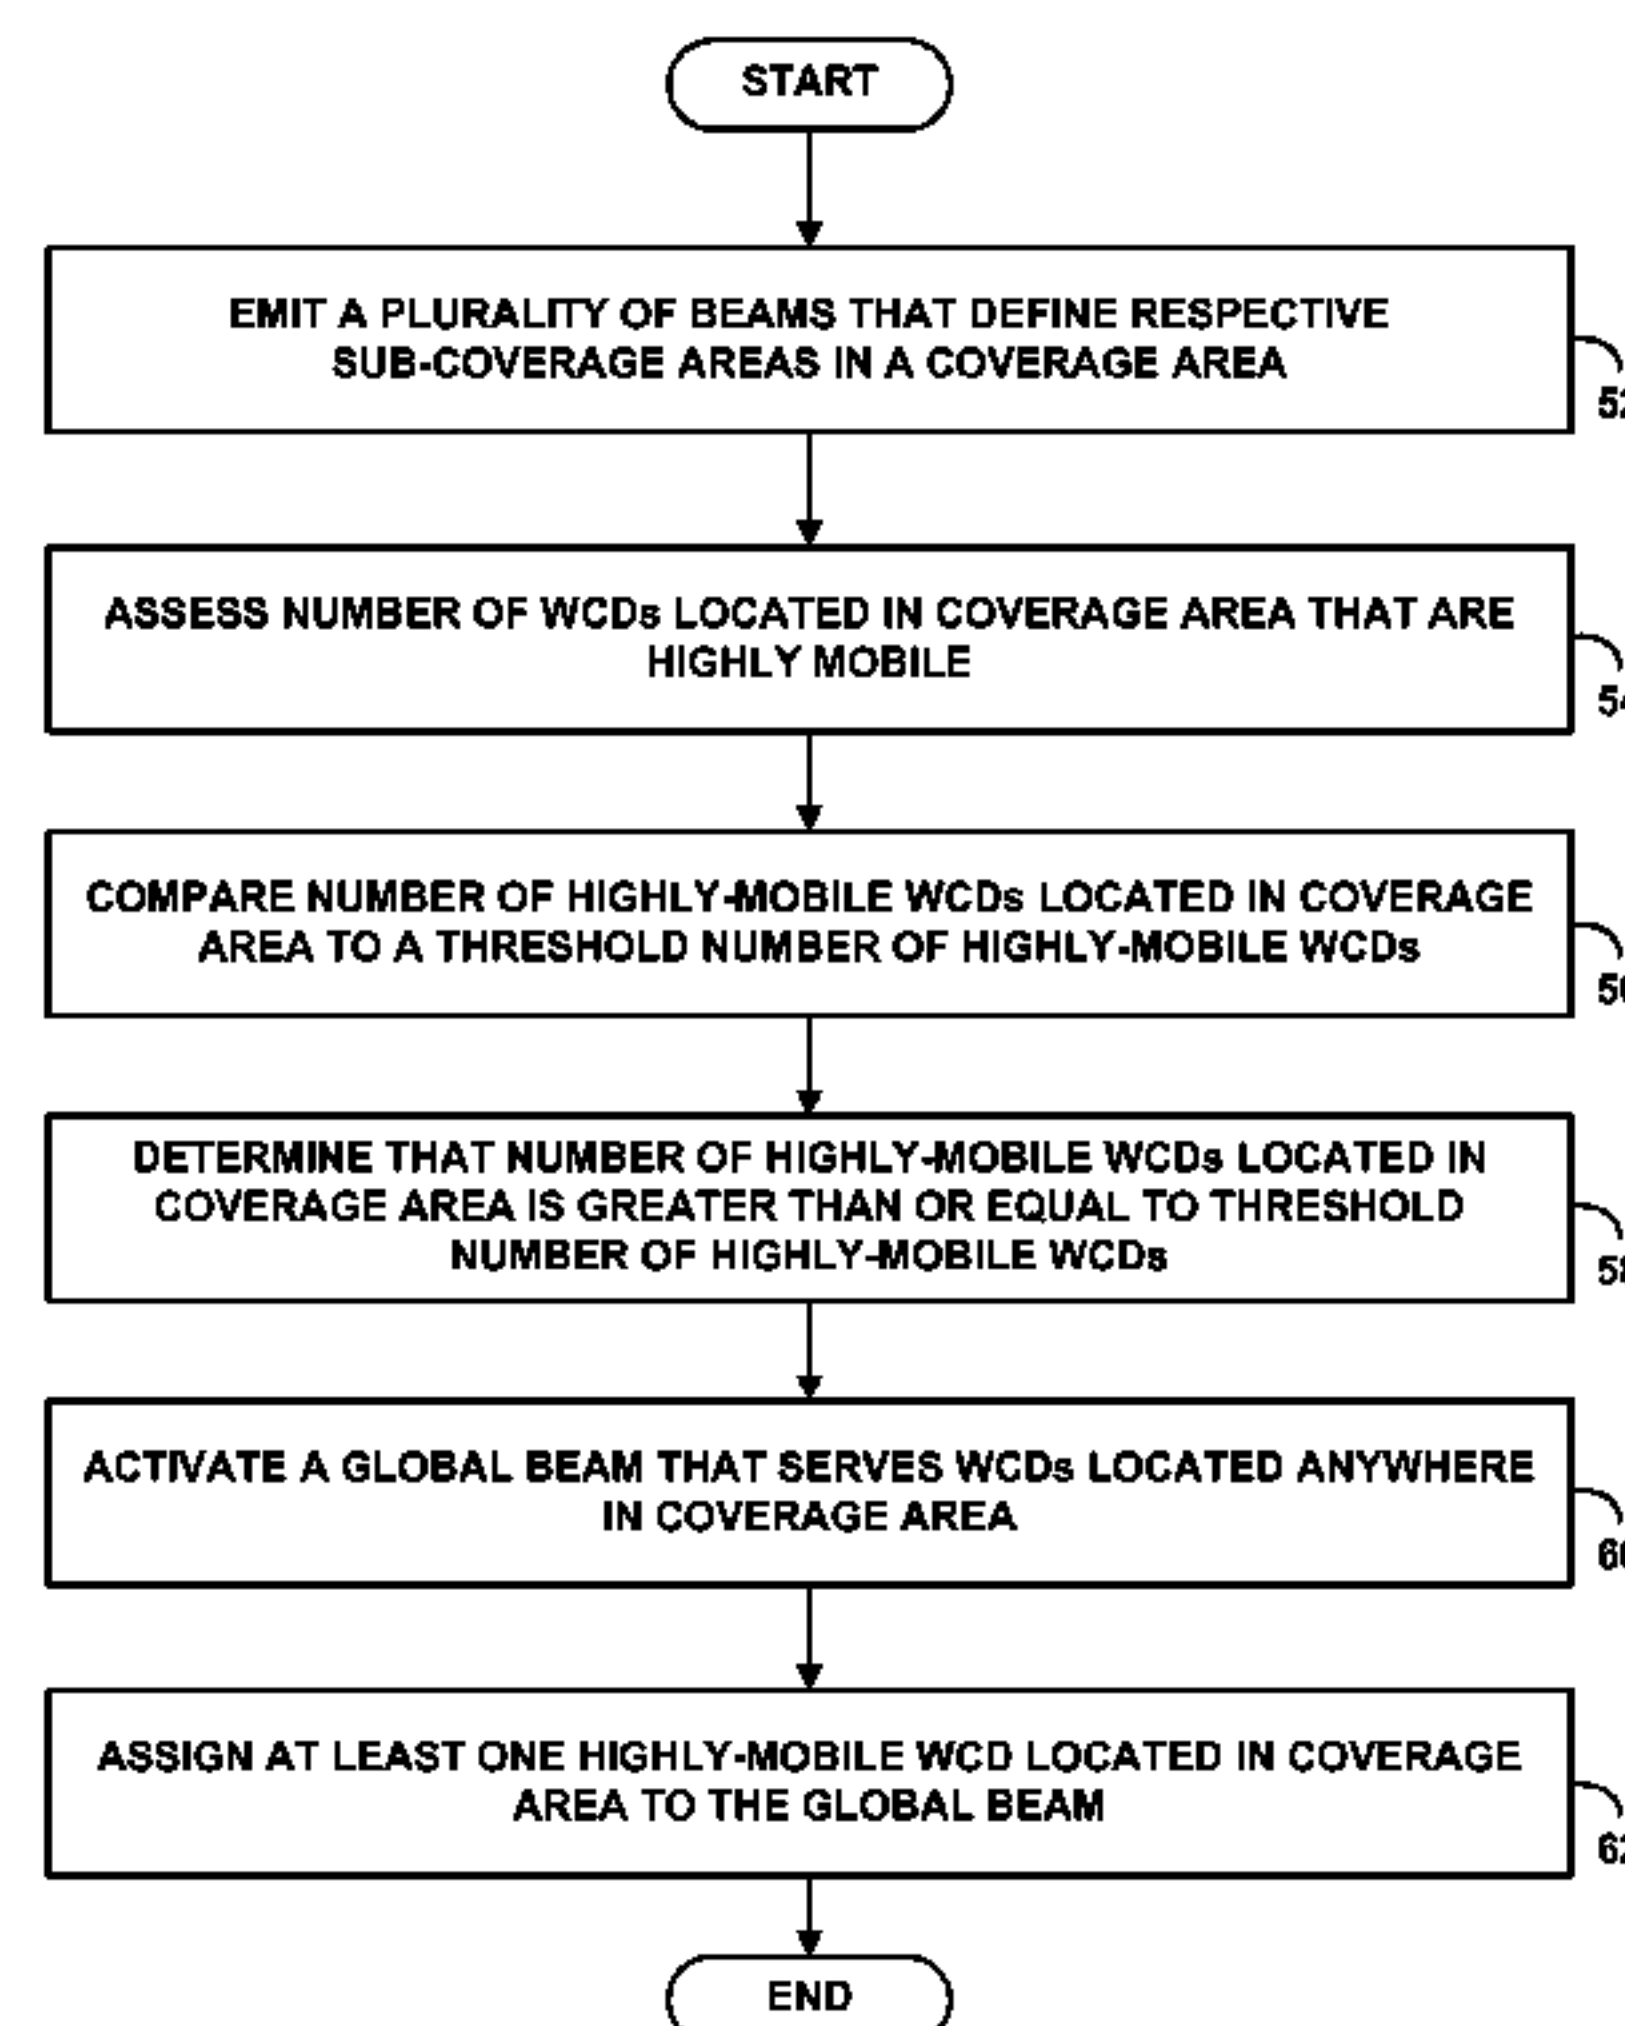 START
EMIT A PLURALITY OF BEAMS THAT DEFINE RESPECTIVE
SUB-COVERAGE AREAS IN A COVERAGE AREA
ASSESS NUMBER OF WCDs LOCATED IN COVERAGE AREA THAT ARE
HIGHLY MOBILE
COMPARE NUMBER OF HIGHLY-MOBILE WCDs LOCATED IN COVERAGE
AREA TO A THRESHOLD NUMBER OF HIGHLY-MOBILE WCDs
DETERMINE THAT NUMBER OF HIGHLY-MOBILE WCDs LOCATED IN
COVERAGE AREA IS GREATER THAN OR EQUAL TO THRESHOLD
NUMBER OF HIGHLY-MOBILE WCDs
ACTIVATE A GLOBAL BEAM THAT SERVES WCDs LOCATED ANYWHERE
IN COVERAGE AREA
ASSIGN AT LEAST ONE HIGHLY-MOBILE WCD LOCATED IN COVERAGE
AREA TO THE GLOBAL BEAM
END